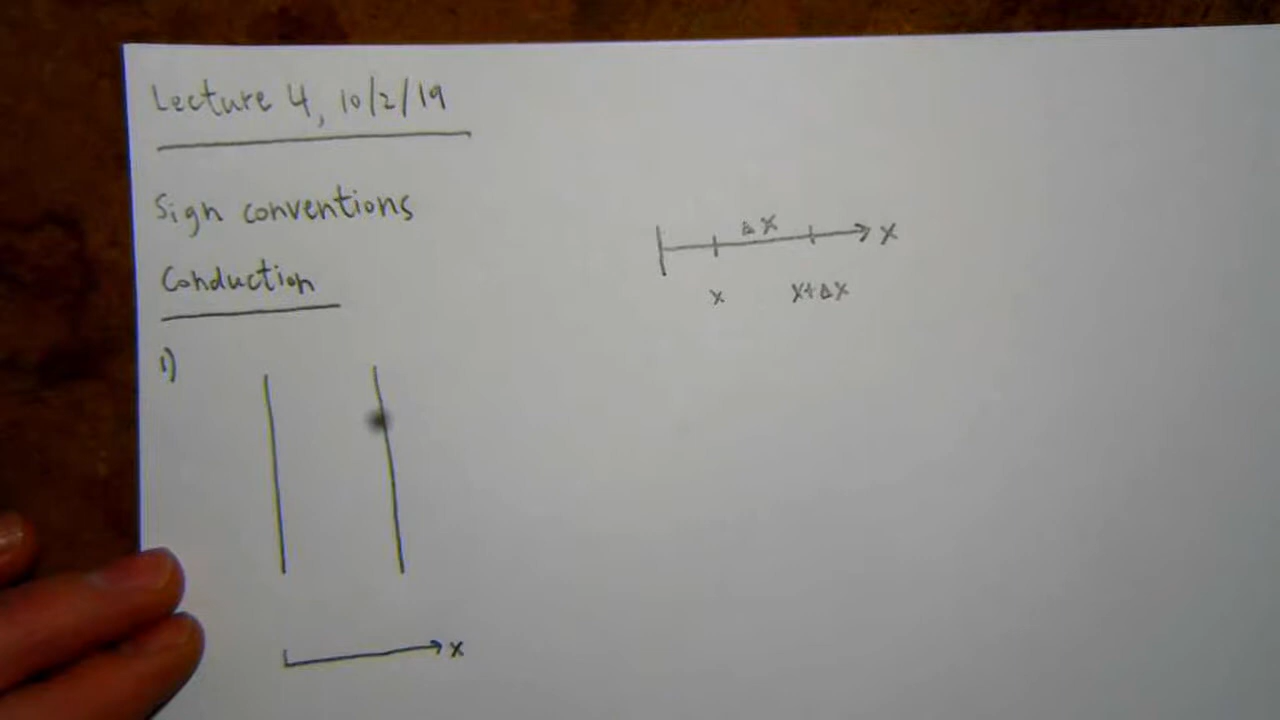 Lecture 4, 10/2/19
Sign conventions
Conduction
Δx
x
x
x+Δx
1)
x